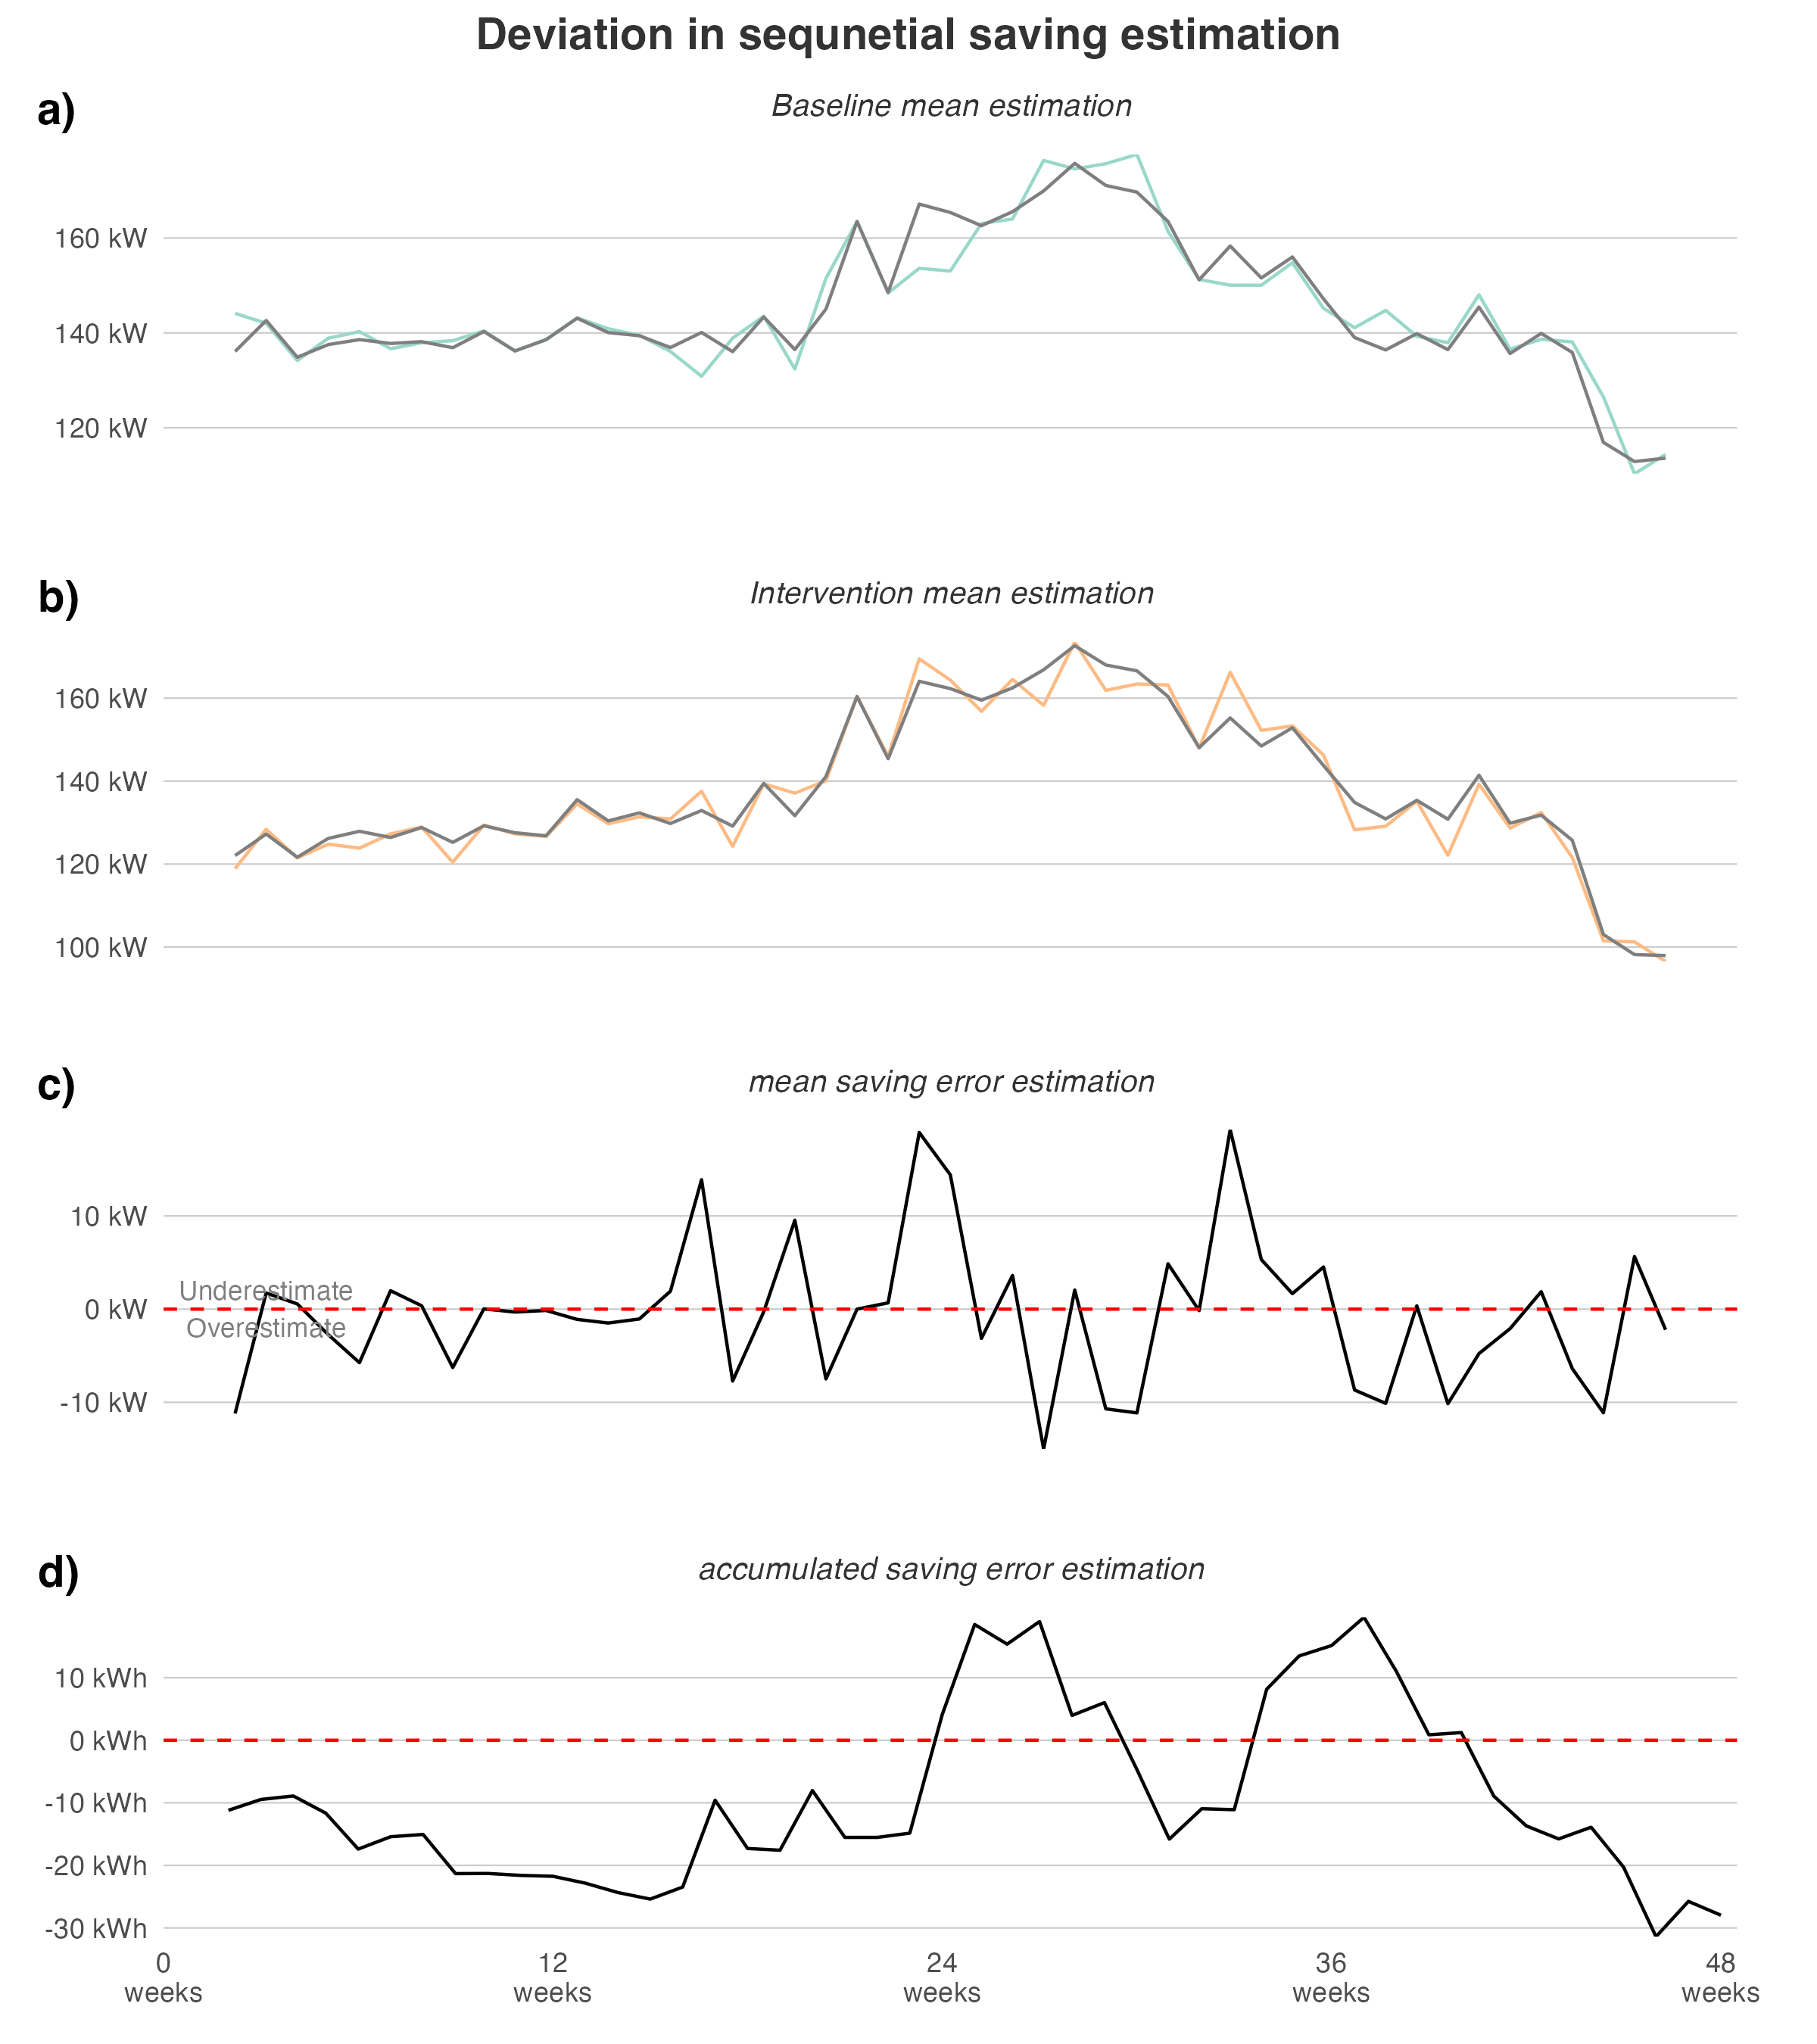 Deviation in sequnetial saving estimation
a)
Baseline mean estimation
160 kW
140 kW
120 kW
b)
Intervention mean estimation
160 kW
140 kW
120 kW
100 kW
c)
mean saving error estimation
10 kW
Underestimate
0 kW
Overestimate
-10 kW
d)
accumulated saving error estimation
10 kWh
0 kWh
-10 kWh
-20 kWh
-30 kWh
0 12 24 36 48
weeks weeks weeks weeks weeks